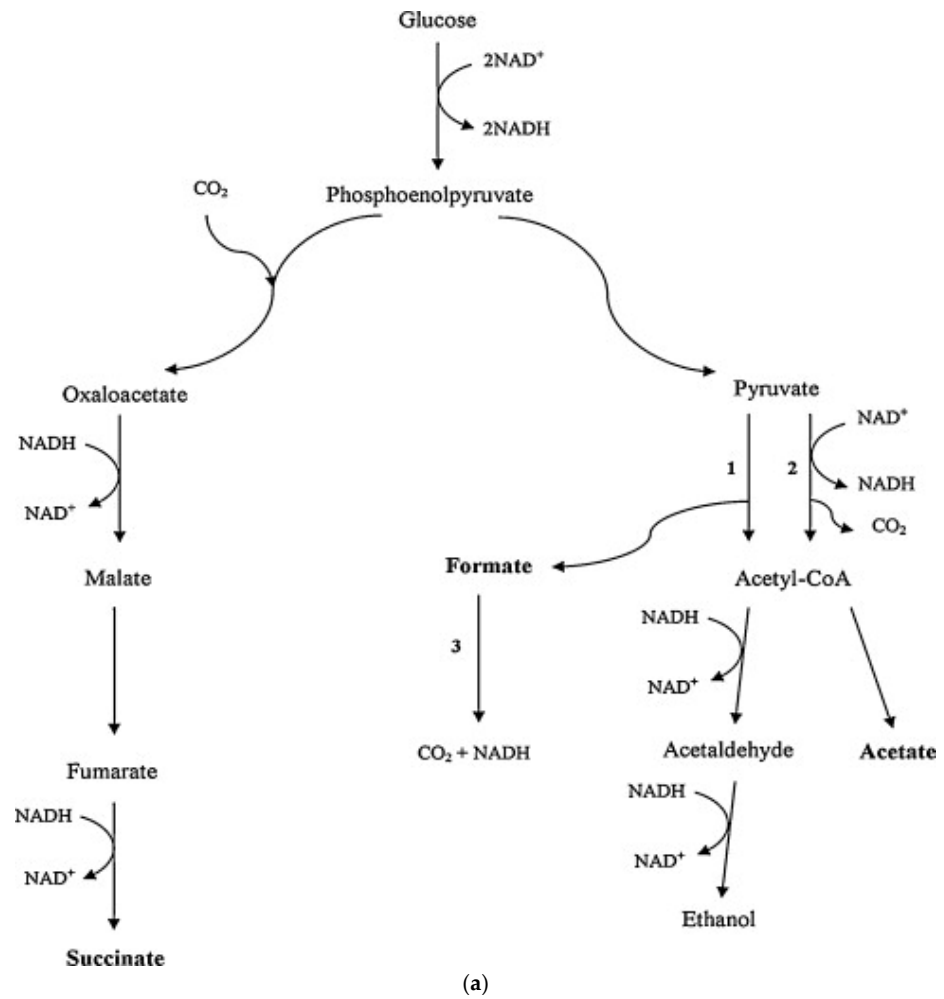 Glucose
2NAD⁺
2NADH
CO₂
Phosphoenolpyruvate
Oxaloacetate
Pyruvate
NADH
NAD⁺
1
2
NAD⁺
NADH
CO₂
Malate
Formate
Acetyl-CoA
3
NADH
NAD⁺
CO₂ + NADH
Acetaldehyde
Acetate
Fumarate
NADH
NAD⁺
NADH
NAD⁺
Ethanol
Succinate
(a)